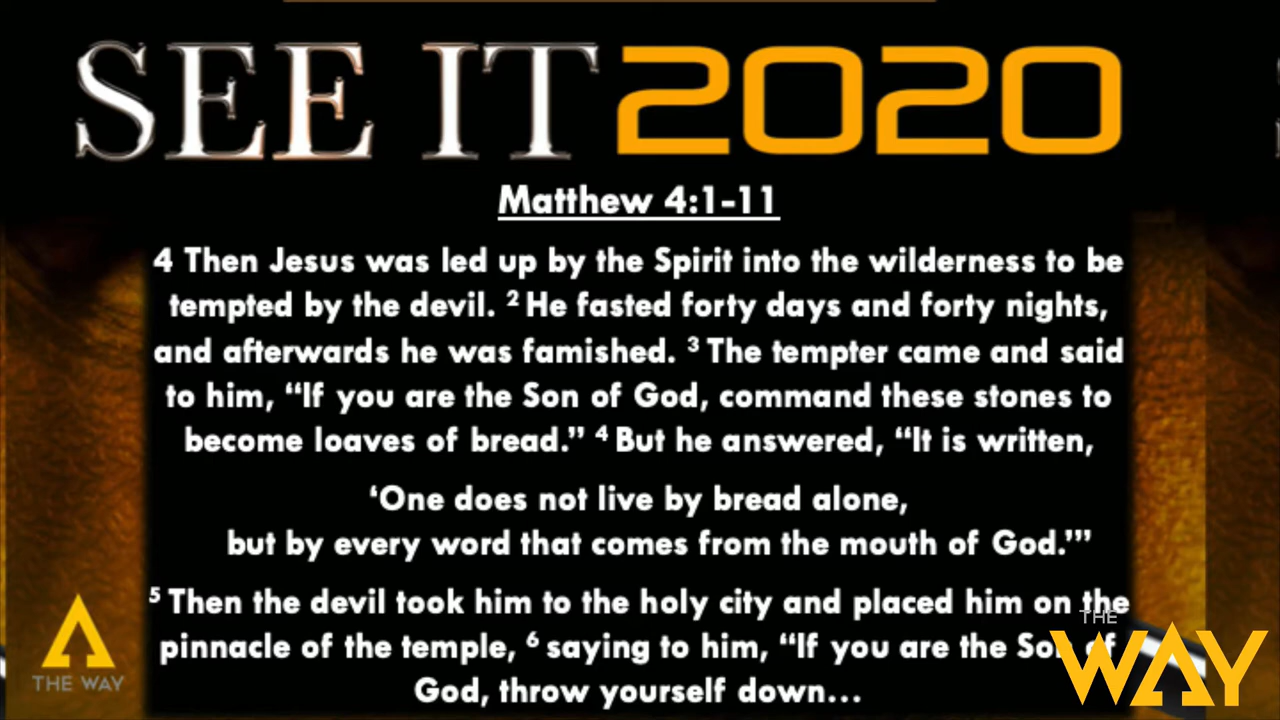 SEE IT 2020
Matthew 4:1-11
4 Then Jesus was led up by the Spirit into the wilderness to be
tempted by the devil. ² He fasted forty days and forty nights,
and afterwards he was famished. ³ The tempter came and said
to him, “If you are the Son of God, command these stones to
become loaves of bread.” ⁴ But he answered, “It is written,
‘One does not live by bread alone,
but by every word that comes from the mouth of God.’”
⁵ Then the devil took him to the holy city and placed him on the
pinnacle of the temple, ⁶ saying to him, “If you are the Son of
God, throw yourself down...
THE WAY
THE
WAY